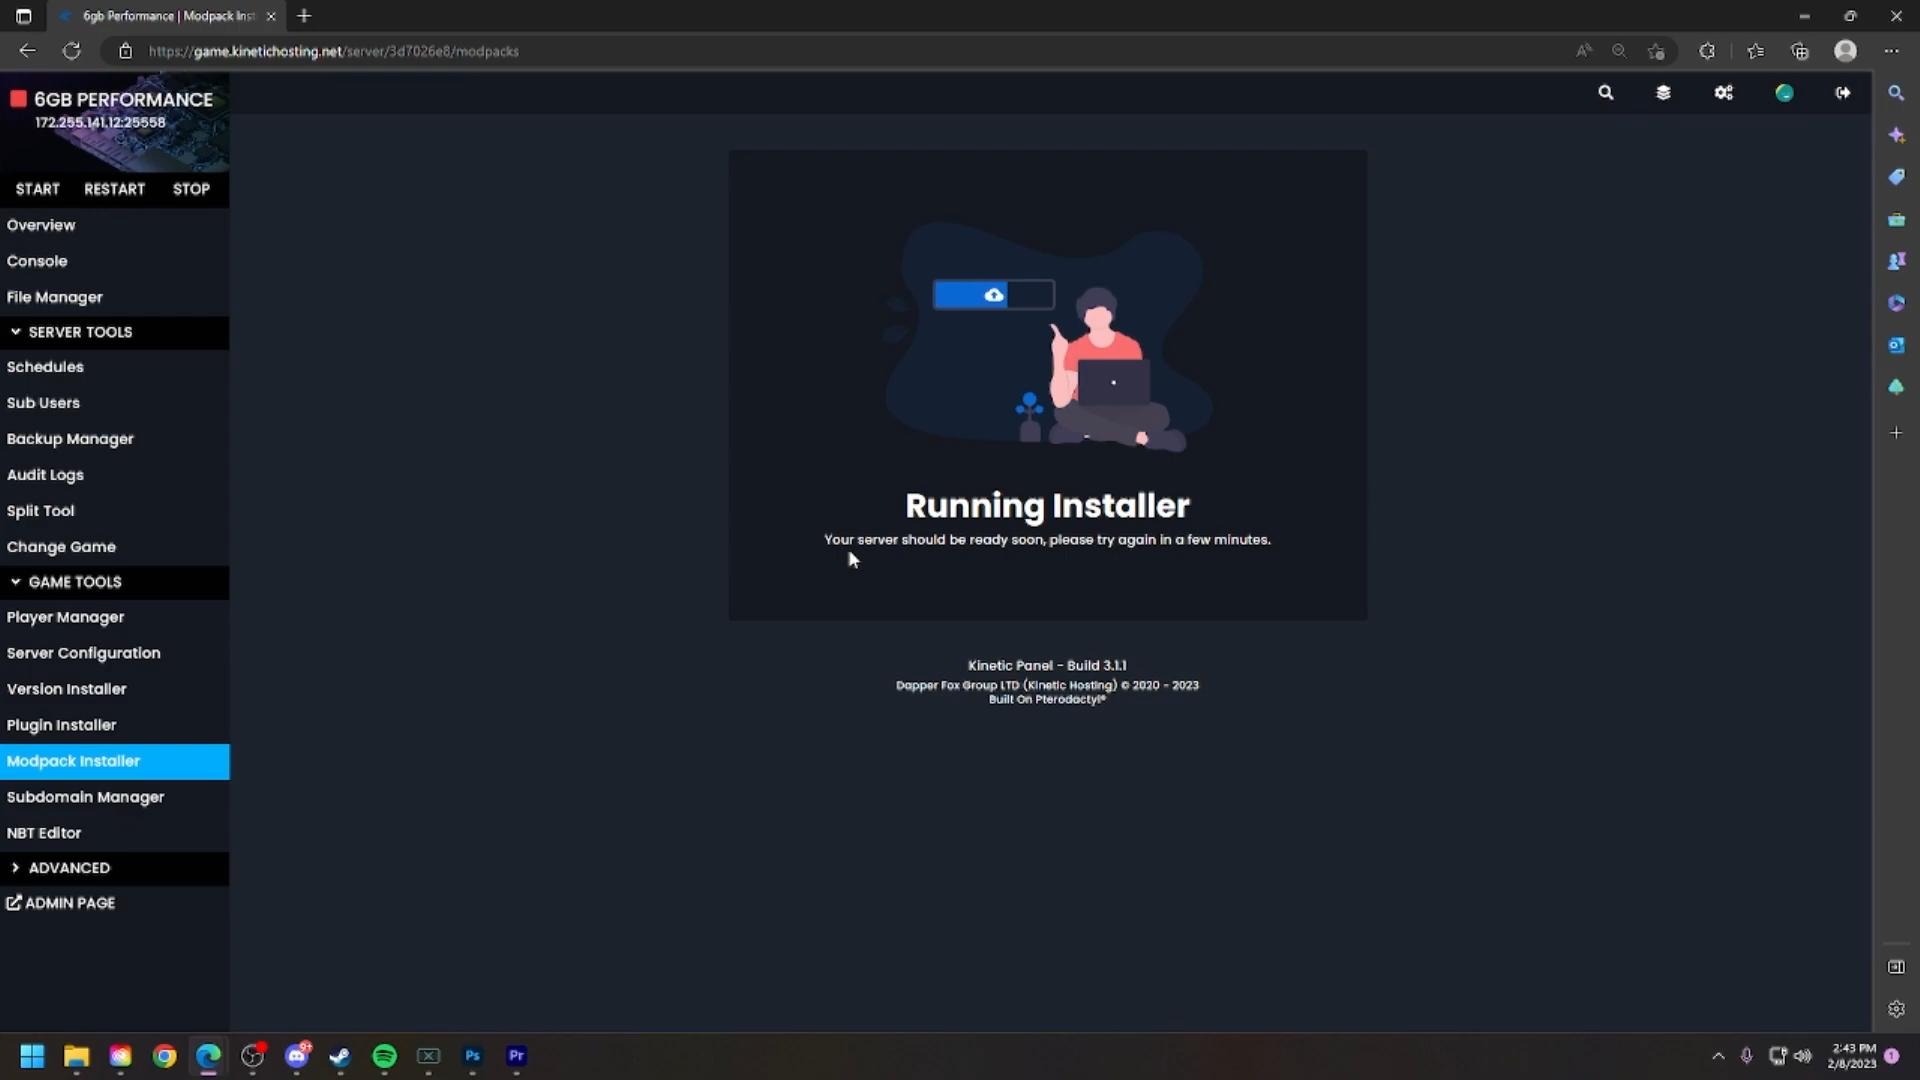 6gb Performance | Modpack Inst
https://game.kinetichosting.net/server/3d7026e8/modpacks
6GB PERFORMANCE
172.255.141.12:25558
START RESTART STOP
Overview
Console
File Manager
SERVER TOOLS
Schedules
Sub Users
Backup Manager
Audit Logs
Split Tool
Change Game
GAME TOOLS
Player Manager
Server Configuration
Version Installer
Plugin Installer
Modpack Installer
Subdomain Manager
NBT Editor
ADVANCED
ADMIN PAGE
Running Installer
Your server should be ready soon, please try again in a few minutes.
Kinetic Panel - Build 3.1.1
Dapper Fox Group LTD (Kinetic Hosting) © 2020 - 2023
Built On Pterodactyl®
9+
Ps
Pr
2:43 PM
2/8/2023
1